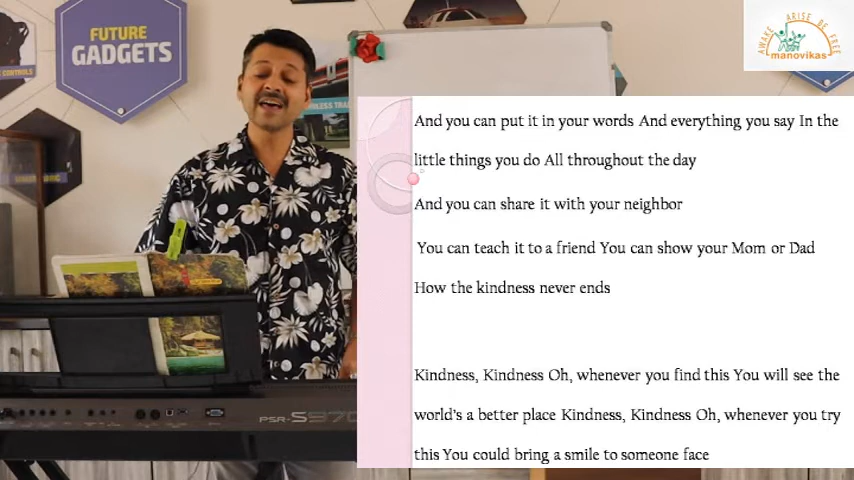 FUTURE
GADGETS
CONTROLS
AWAKE ARISE BE FREE
manovikas
And you can put it in your words And everything you say In the
little things you do All throughout the day
And you can share it with your neighbor
You can teach it to a friend You can show your Mom or Dad
How the kindness never ends
Kindness, Kindness Oh, whenever you find this You will see the
world's a better place Kindness, Kindness Oh, whenever you try
this You could bring a smile to someone face
PSR-S970